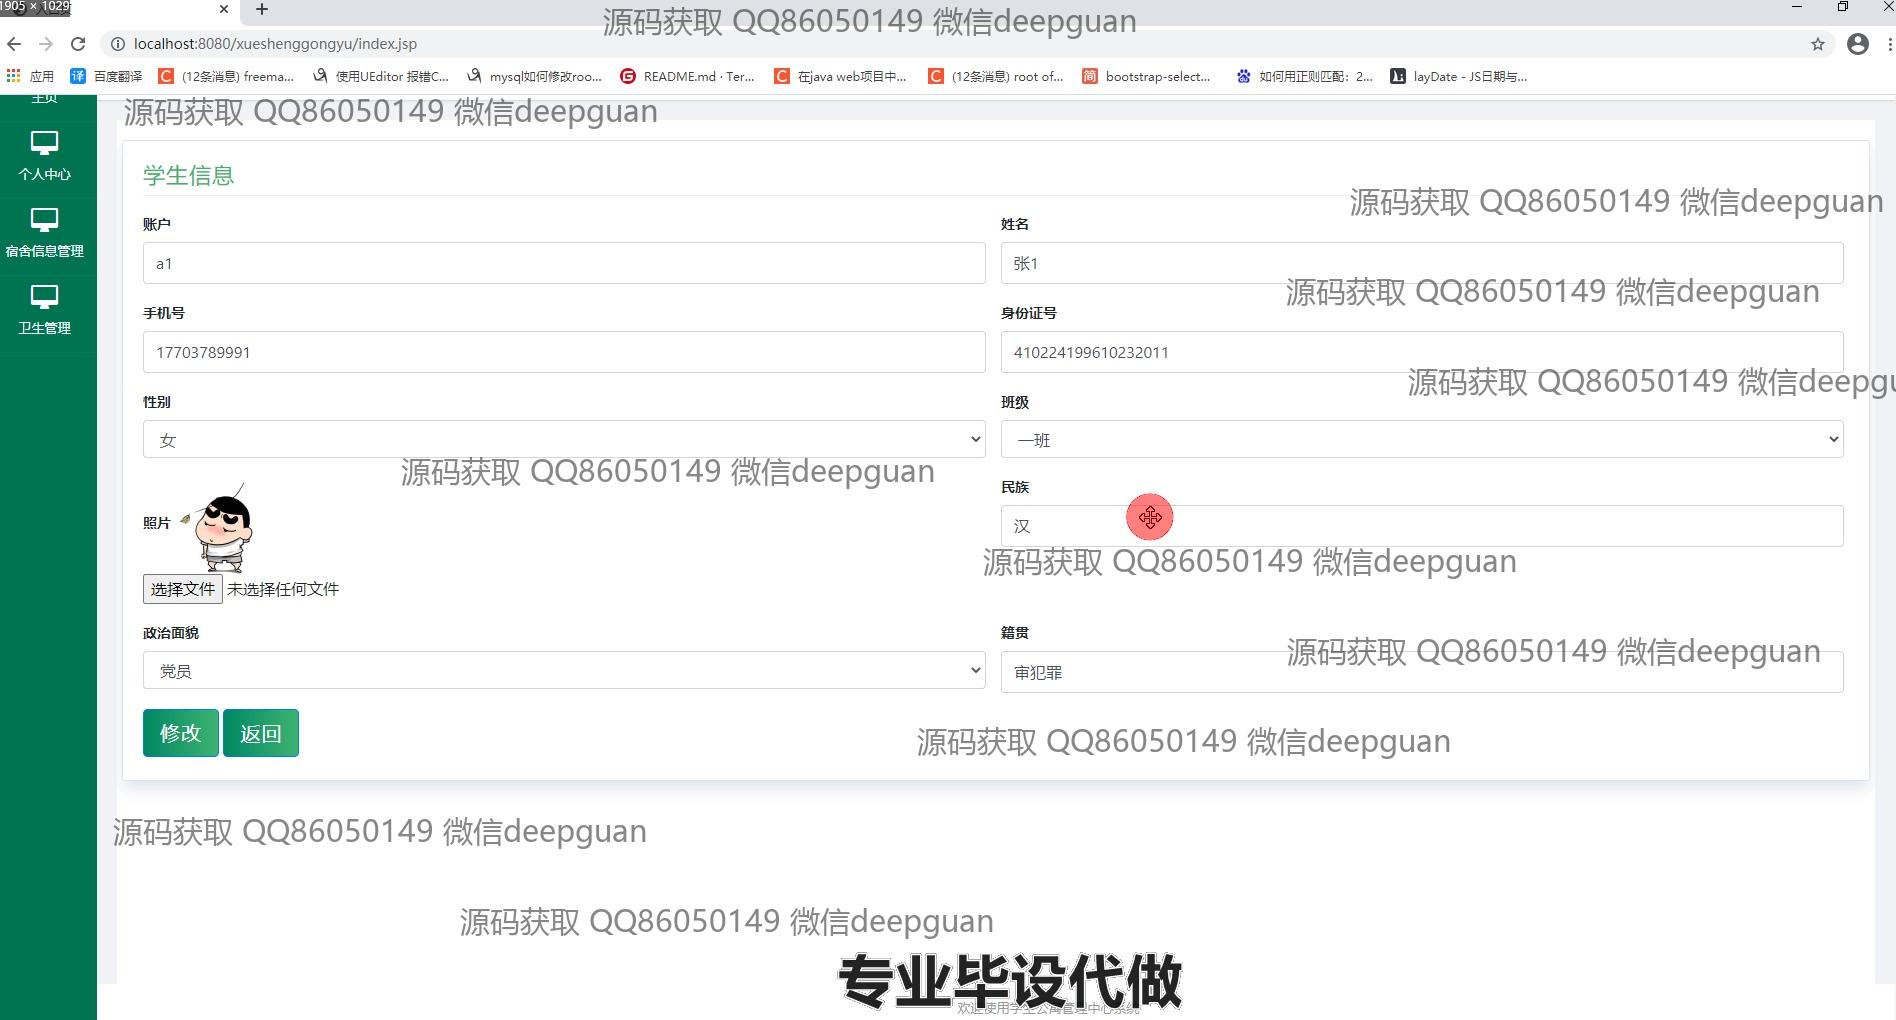 1905 × 1029
源码获取 QQ86050149 微信deepguan
localhost:8080/xueshenggongyu/index.jsp
应用 百度翻译 (12条消息) freema... 使用UEditor 报错C... mysql如何修改roo... README.md · Ter... 在java web项目中... (12条消息) root of... bootstrap-select... 如何用正则匹配：2... layDate - JS日期与...
主页
源码获取 QQ86050149 微信deepguan
个人中心
学生信息
源码获取 QQ86050149 微信deepguan
账户 姓名
宿舍信息管理
a1 张1
源码获取 QQ86050149 微信deepguan
手机号 身份证号
卫生管理
17703789991 410224199610232011
源码获取 QQ86050149 微信deepgu
性别 班级
女 一班
源码获取 QQ86050149 微信deepguan
民族
照片 汉
源码获取 QQ86050149 微信deepguan
选择文件 未选择任何文件
政治面貌 籍贯
源码获取 QQ86050149 微信deepguan
党员 审犯罪
修改 返回
源码获取 QQ86050149 微信deepguan
源码获取 QQ86050149 微信deepguan
源码获取 QQ86050149 微信deepguan
专业毕设代做
欢迎使用学生公寓管理中心系统